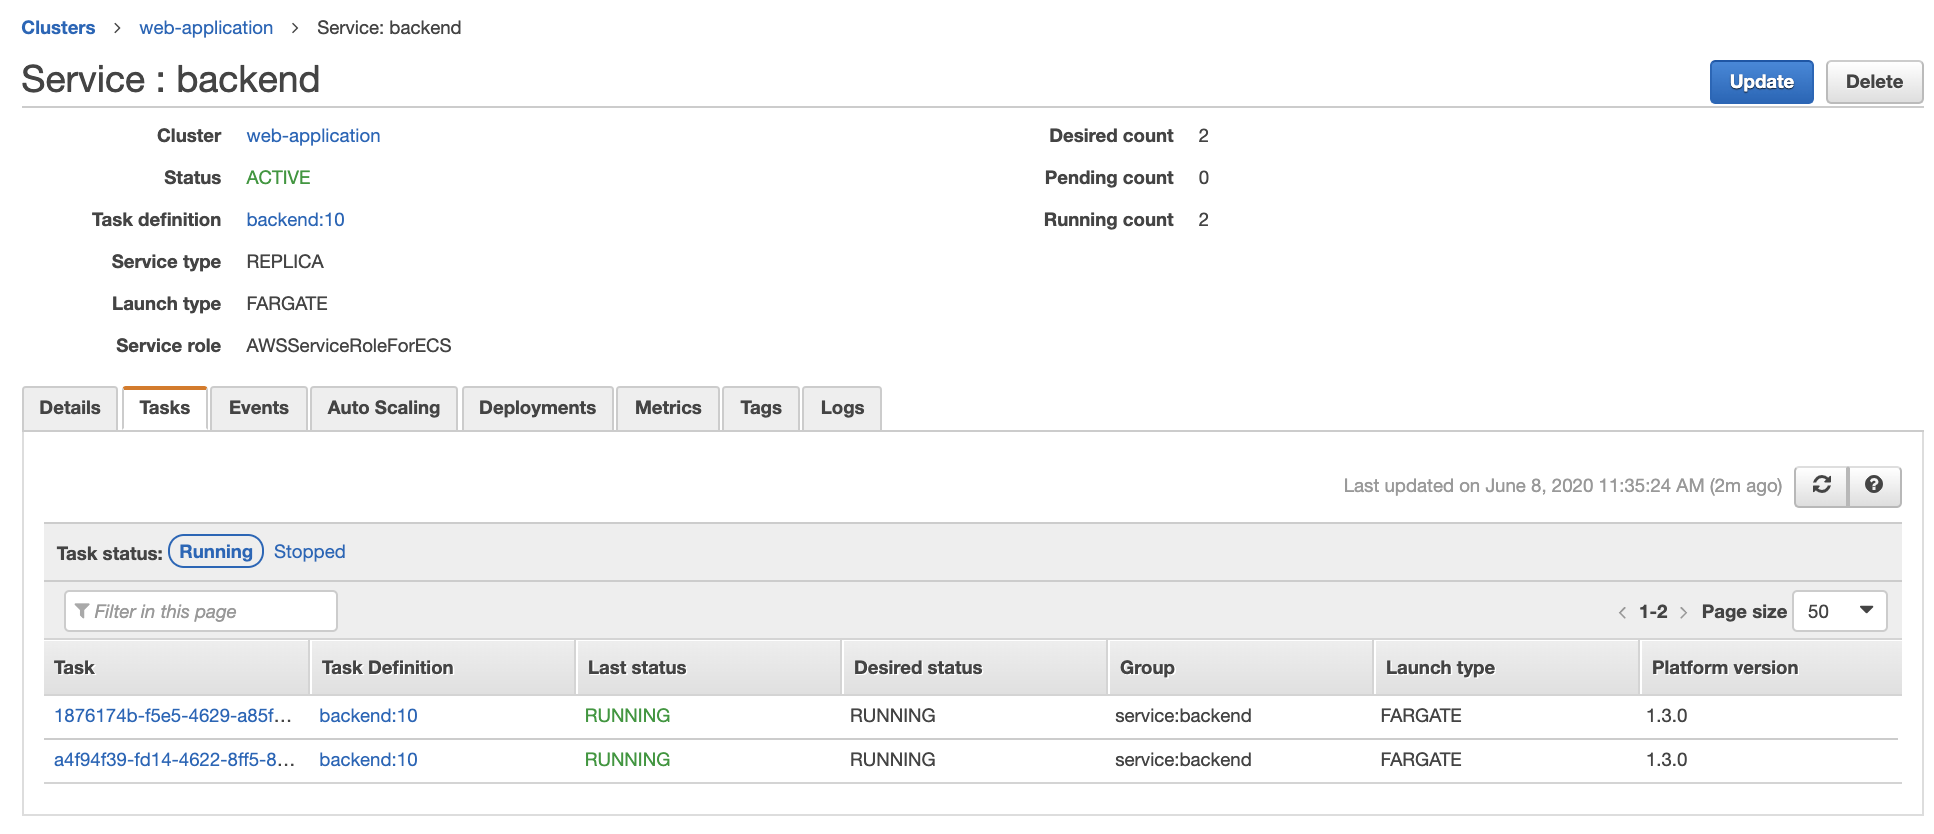 Clusters > web-application > Service: backend
Service : backend
Update Delete
Cluster web-application Desired count 2
Status ACTIVE Pending count 0
Task definition backend:10 Running count 2
Service type REPLICA
Launch type FARGATE
Service role AWSServiceRoleForECS
Details Tasks Events Auto Scaling Deployments Metrics Tags Logs
Last updated on June 8, 2020 11:35:24 AM (2m ago)
Task status: Running Stopped
Filter in this page < 1-2 > Page size 50
Task Task Definition Last status Desired status Group Launch type Platform version
1876174b-f5e5-4629-a85f... backend:10 RUNNING RUNNING service:backend FARGATE 1.3.0
a4f94f39-fd14-4622-8ff5-8... backend:10 RUNNING RUNNING service:backend FARGATE 1.3.0